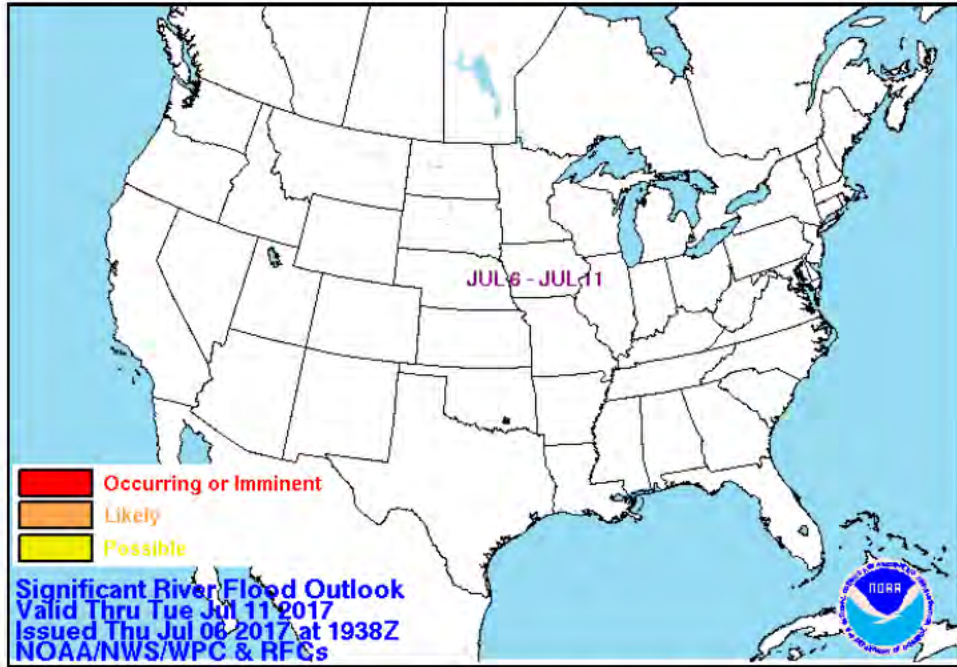 JUL 6 - JUL 11
Occurring or Imminent
Likely
Possible
Significant River Flood Outlook
Valid Thru Tue Jul 11 2017
Issued Thu Jul 06 2017 at 1938Z
NOAA/NWS/WPC & RFCs
NOAA